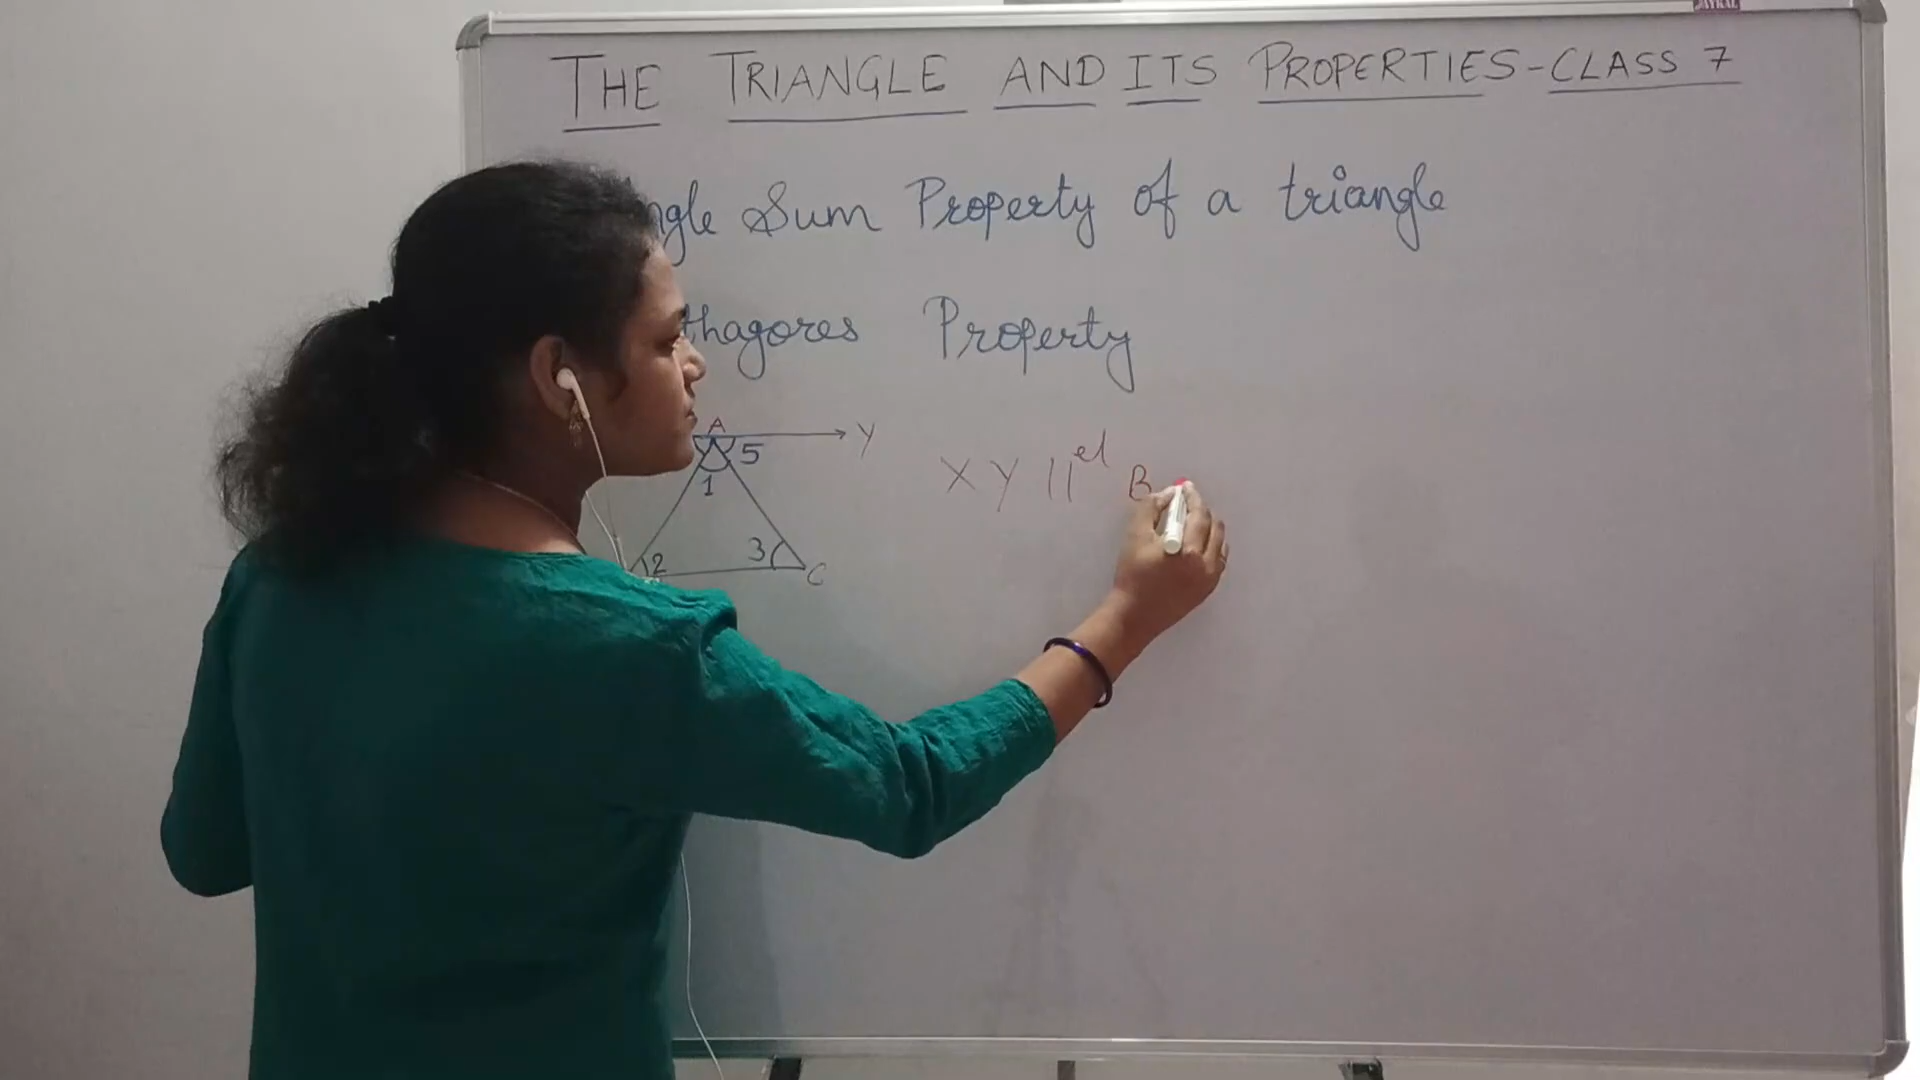 THE TRIANGLE AND ITS PROPERTIES-CLASS 7
ngle Sum Property of a triangle
thagores Property
A
Y
5
1
X Y ||el B
2
3
C